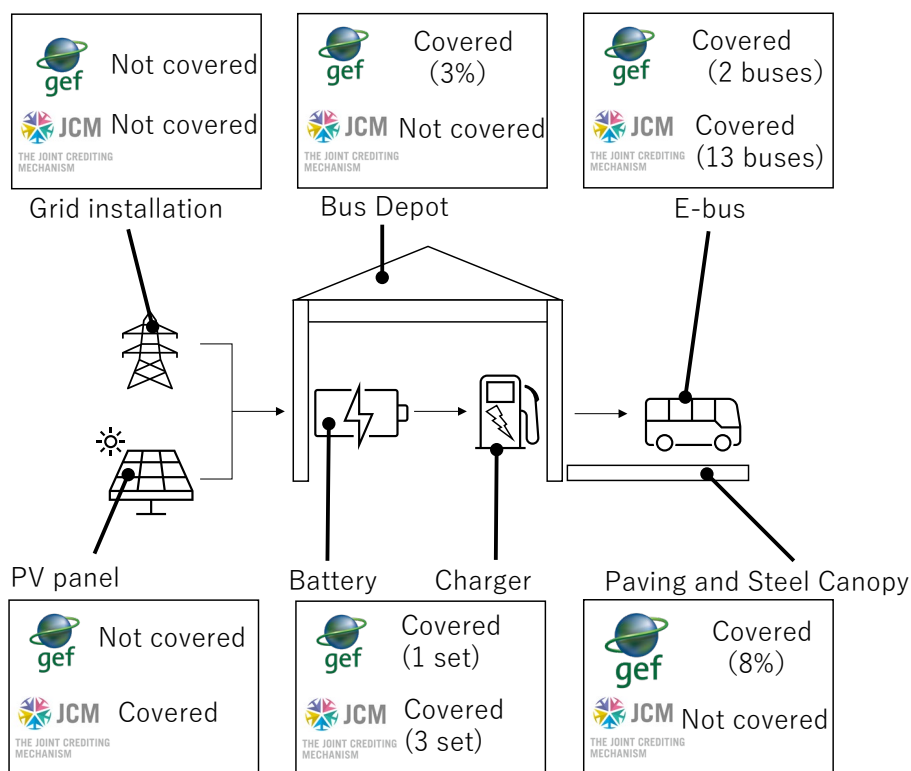 gef Not covered
JCM Not covered
THE JOINT CREDITING
MECHANISM
Grid installation
gef Covered
(3%)
JCM Not covered
THE JOINT CREDITING
MECHANISM
Bus Depot
gef Covered
(2 buses)
JCM Covered
THE JOINT CREDITING (13 buses)
MECHANISM
E-bus
PV panel
gef Not covered
JCM Covered
THE JOINT CREDITING
MECHANISM
Battery Charger
gef Covered
(1 set)
JCM Covered
THE JOINT CREDITING (3 set)
MECHANISM
Paving and Steel Canopy
gef Covered
(8%)
JCM Not covered
THE JOINT CREDITING
MECHANISM